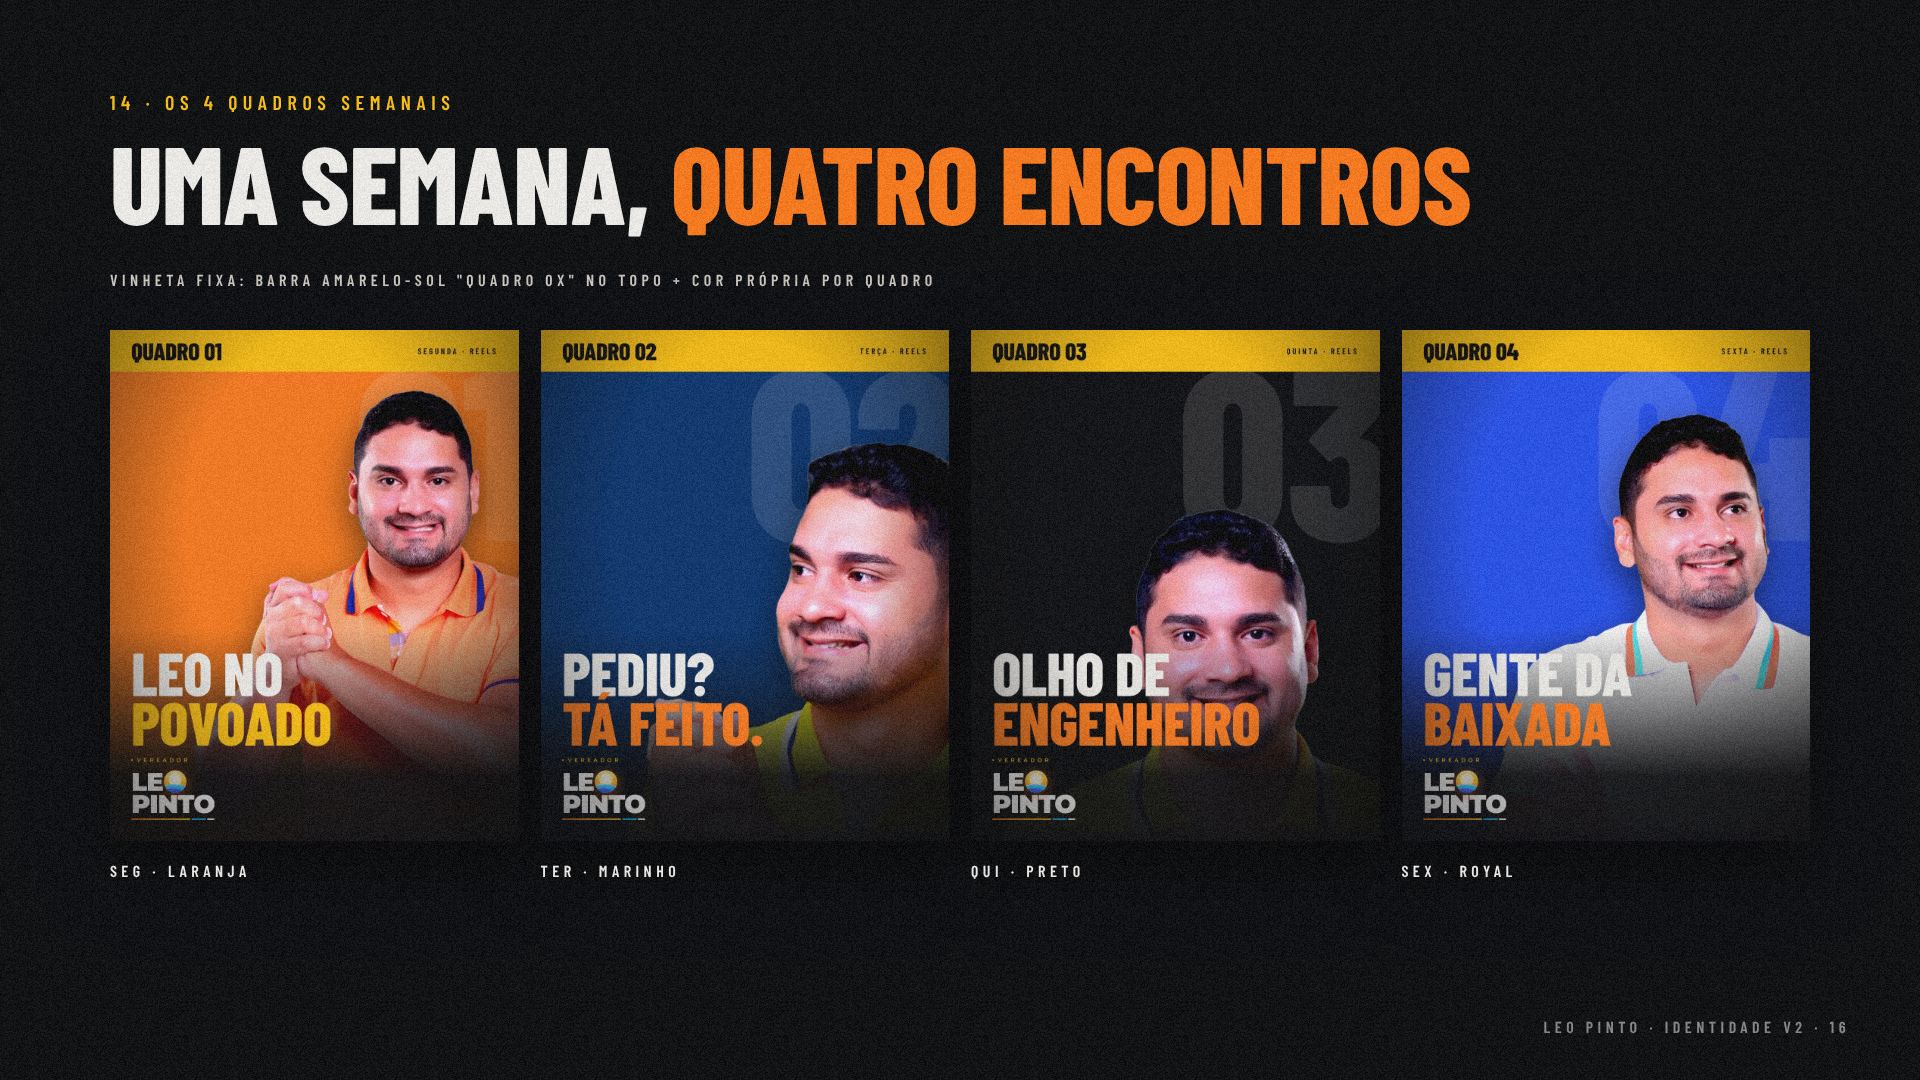 14 · OS 4 QUADROS SEMANAIS
UMA SEMANA, QUATRO ENCONTROS
VINHETA FIXA: BARRA AMARELO-SOL "QUADRO 0X" NO TOPO + COR PRÓPRIA POR QUADRO
QUADRO 01
SEGUNDA · REELS
01
LEO NO
POVOADO
• VEREADOR
LEO
PINTO
SEG · LARANJA
QUADRO 02
TERÇA · REELS
02
PEDIU?
TÁ FEITO.
• VEREADOR
LEO
PINTO
TER · MARINHO
QUADRO 03
QUINTA · REELS
03
OLHO DE
ENGENHEIRO
• VEREADOR
LEO
PINTO
QUI · PRETO
QUADRO 04
SEXTA · REELS
04
GENTE DA
BAIXADA
• VEREADOR
LEO
PINTO
SEX · ROYAL
LEO PINTO · IDENTIDADE V2 · 16